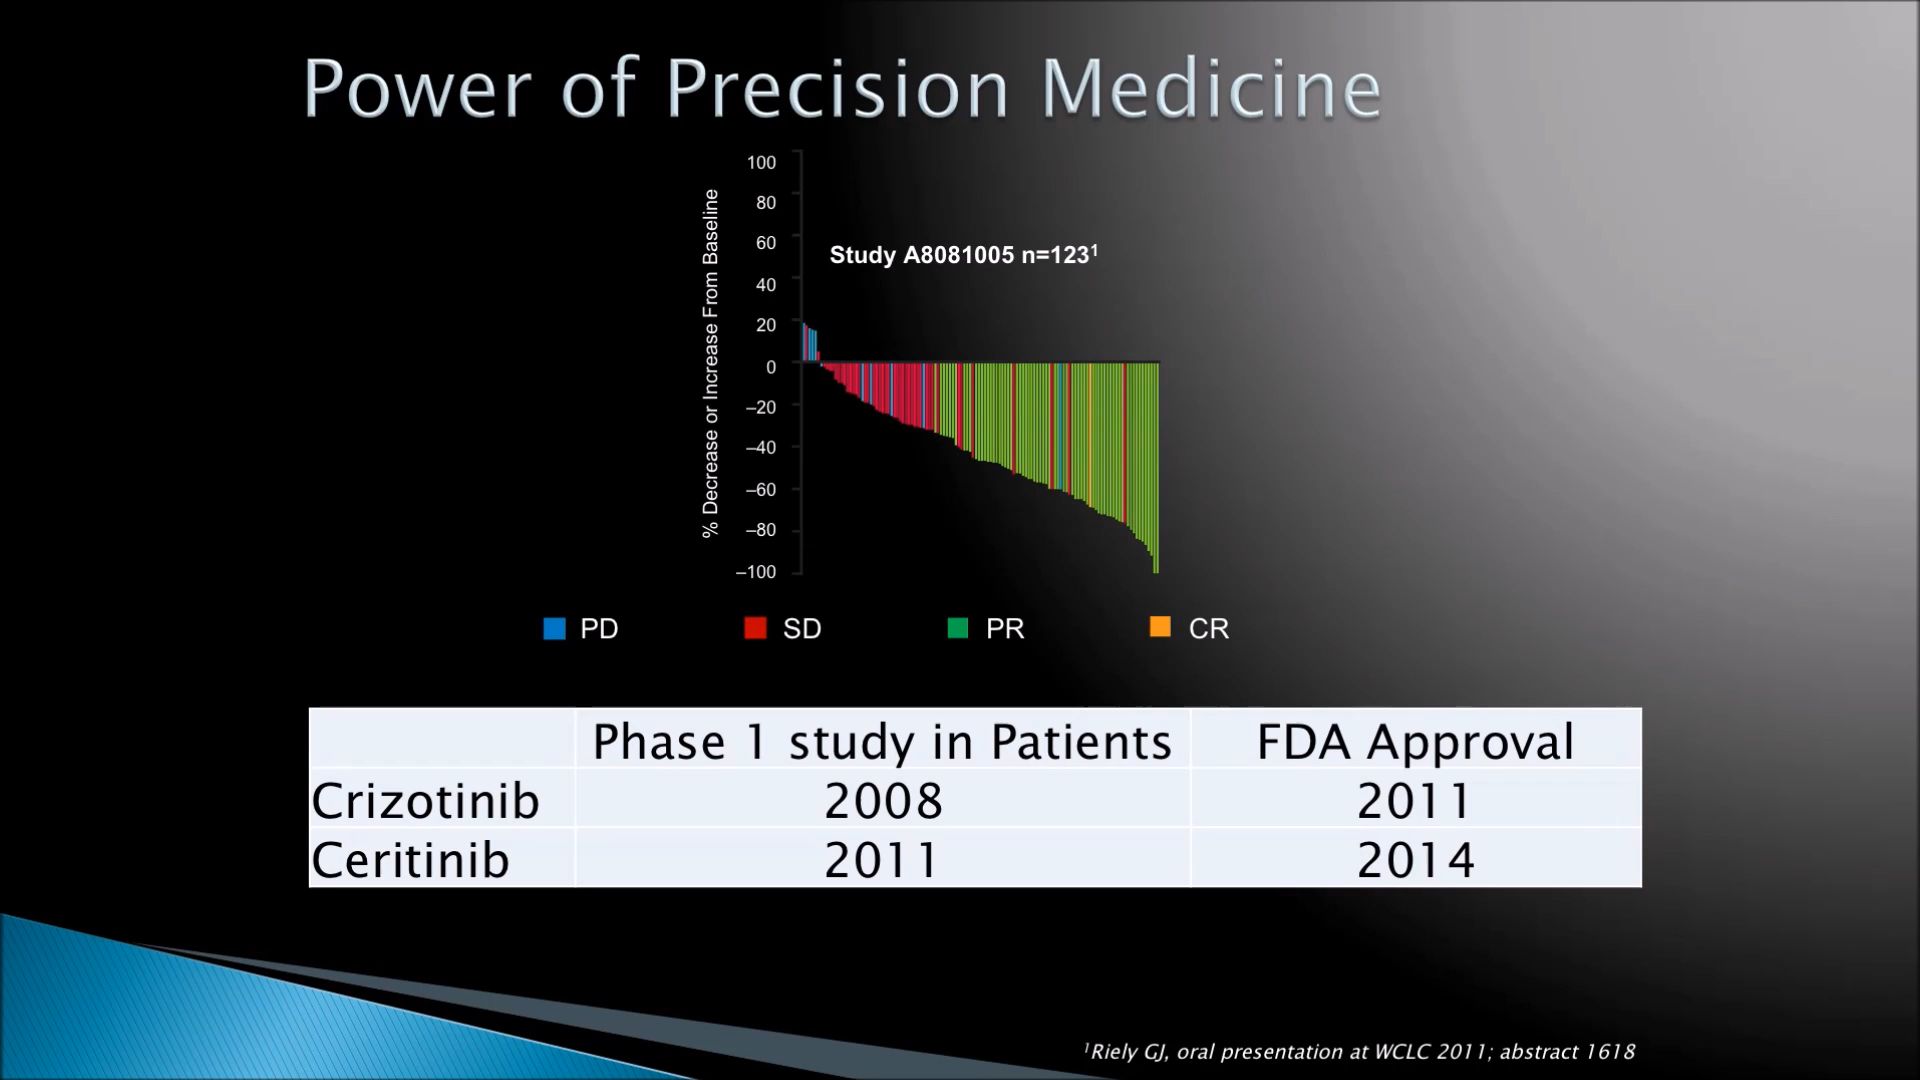 Power of Precision Medicine
% Decrease or Increase From Baseline
100
80
60
40
20
0
–20
–40
–60
–80
–100
Study A8081005 n=123¹
PD SD PR CR
Phase 1 study in Patients FDA Approval
Crizotinib 2008 2011
Ceritinib 2011 2014
¹Riely GJ, oral presentation at WCLC 2011; abstract 1618